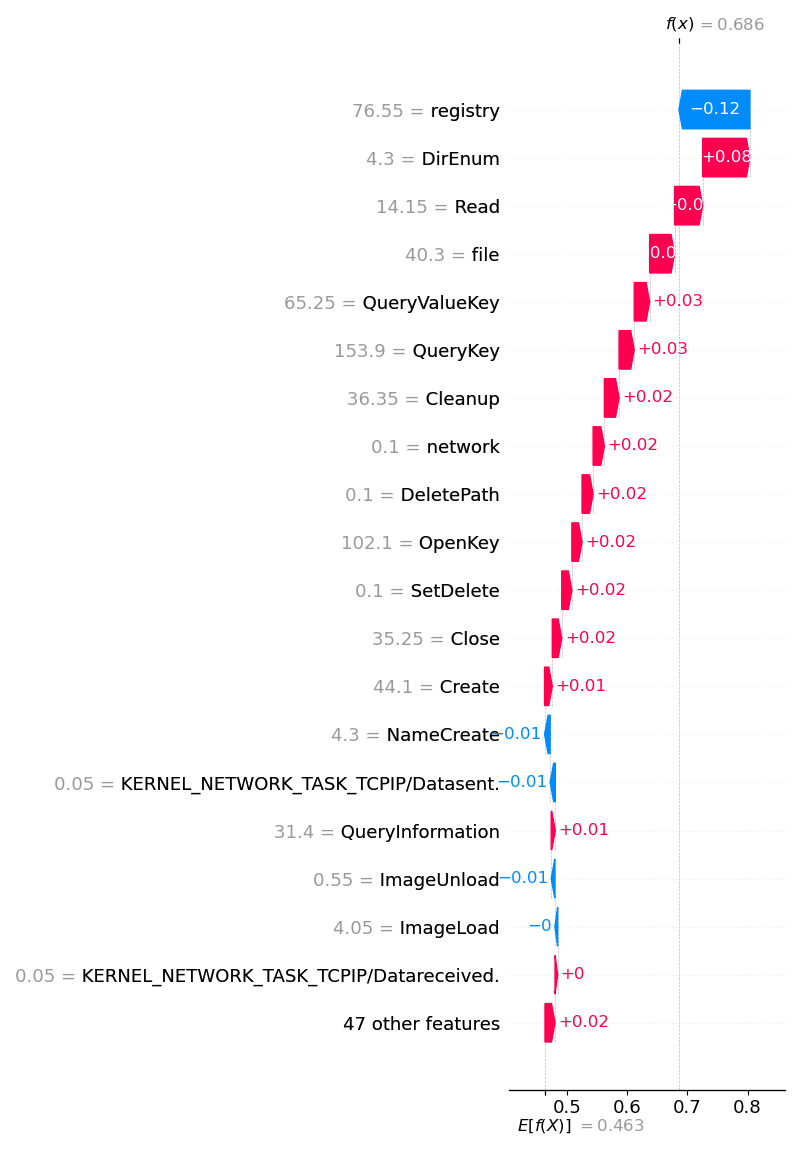 f(x) = 0.686
76.55 = registry −0.12
4.3 = DirEnum +0.08
14.15 = Read
40.3 = file
65.25 = QueryValueKey +0.03
153.9 = QueryKey +0.03
36.35 = Cleanup +0.02
0.1 = network +0.02
0.1 = DeletePath +0.02
102.1 = OpenKey +0.02
0.1 = SetDelete +0.02
35.25 = Close +0.02
44.1 = Create +0.01
4.3 = NameCreate −0.01
0.05 = KERNEL_NETWORK_TASK_TCPIP/Datasent. −0.01
31.4 = QueryInformation +0.01
0.55 = ImageUnload −0.01
4.05 = ImageLoad −0
0.05 = KERNEL_NETWORK_TASK_TCPIP/Datareceived. +0
47 other features +0.02
0.5 0.6 0.7 0.8
E[f(X)] = 0.463